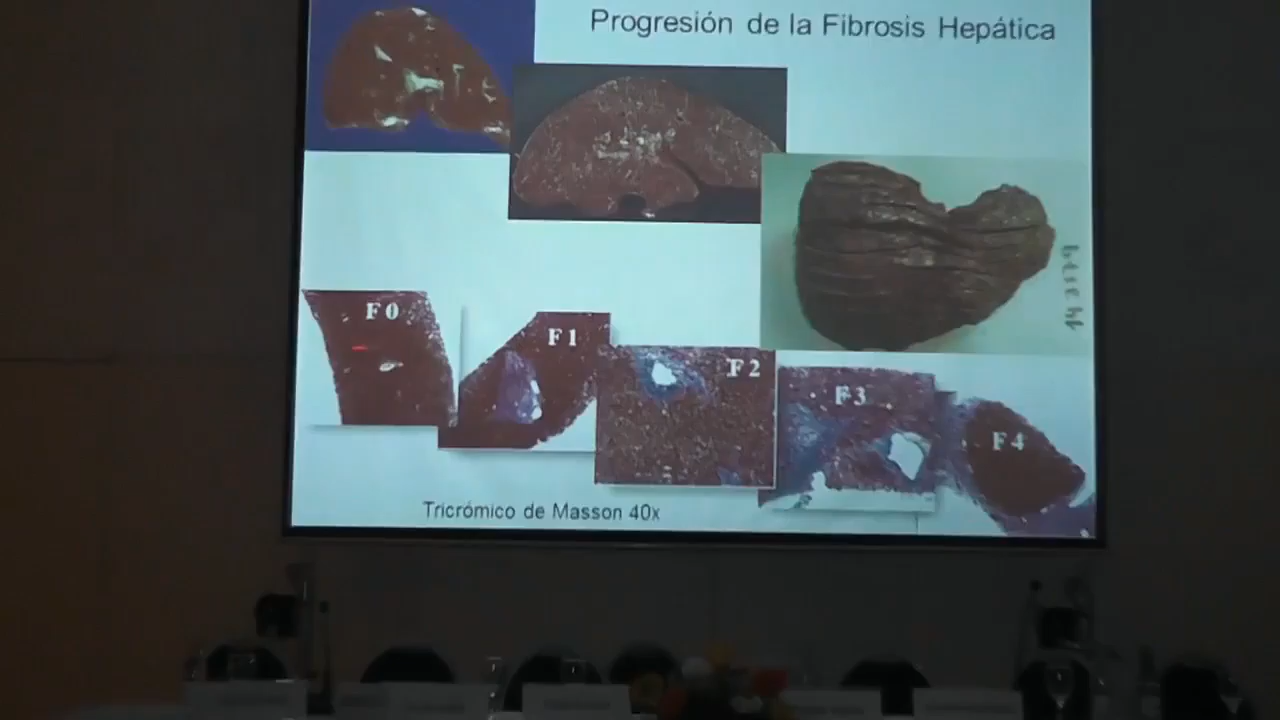 Progresión de la Fibrosis Hepática
F0
F1
F2
F3
F4
Tricrómico de Masson 40x